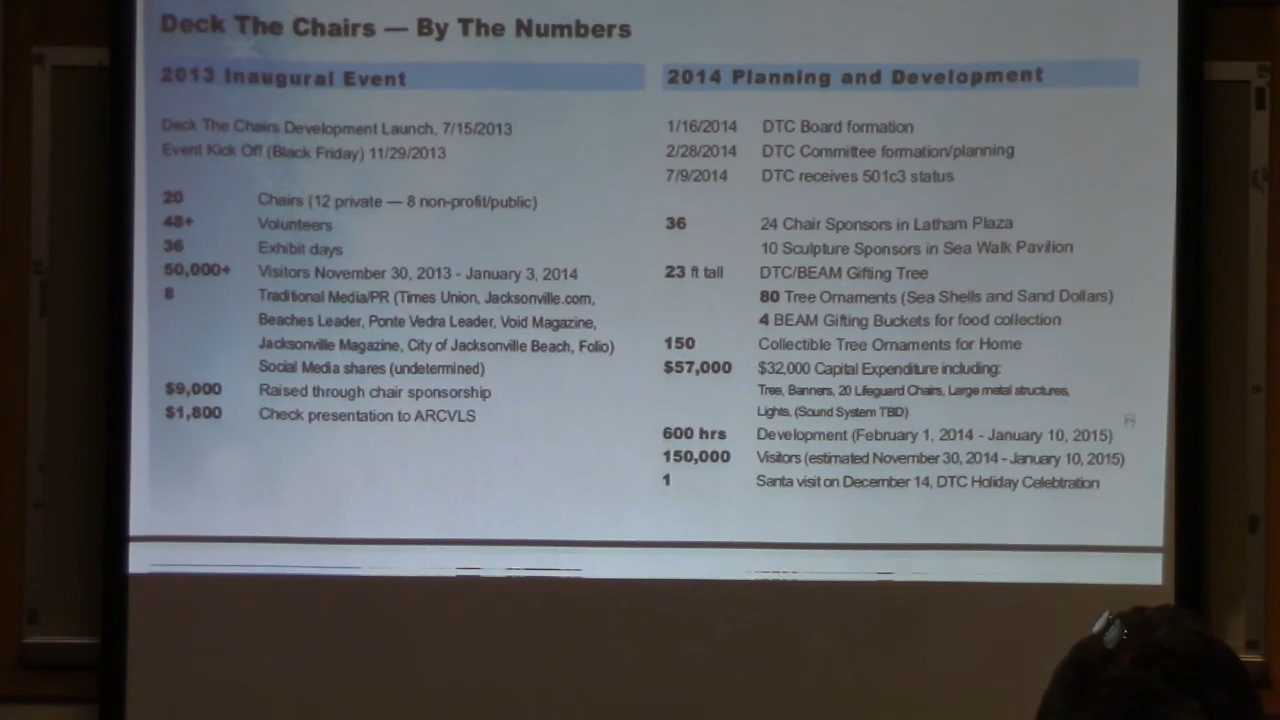 Deck The Chairs — By The Numbers
2013 Inaugural Event
Deck The Chairs Development Launch, 7/15/2013
Event Kick Off (Black Friday) 11/29/2013
20 Chairs (12 private — 8 non-profit/public)
48+ Volunteers
36 Exhibit days
50,000+ Visitors November 30, 2013 - January 3, 2014
8 Traditional Media/PR (Times Union, Jacksonville.com,
Beaches Leader, Ponte Vedra Leader, Void Magazine,
Jacksonville Magazine, City of Jacksonville Beach, Folio)
Social Media shares (undetermined)
$9,000 Raised through chair sponsorship
$1,800 Check presentation to ARCVLS
2014 Planning and Development
1/16/2014 DTC Board formation
2/28/2014 DTC Committee formation/planning
7/9/2014 DTC receives 501c3 status
36 24 Chair Sponsors in Latham Plaza
10 Sculpture Sponsors in Sea Walk Pavilion
23 ft tall DTC/BEAM Gifting Tree
80 Tree Ornaments (Sea Shells and Sand Dollars)
4 BEAM Gifting Buckets for food collection
150 Collectible Tree Ornaments for Home
$57,000 $32,000 Capital Expenditure including:
Tree, Banners, 20 Lifeguard Chairs, Large metal structures,
Lights, (Sound System TBD)
600 hrs Development (February 1, 2014 - January 10, 2015)
150,000 Visitors (estimated November 30, 2014 - January 10, 2015)
1 Santa visit on December 14, DTC Holiday Celebtration